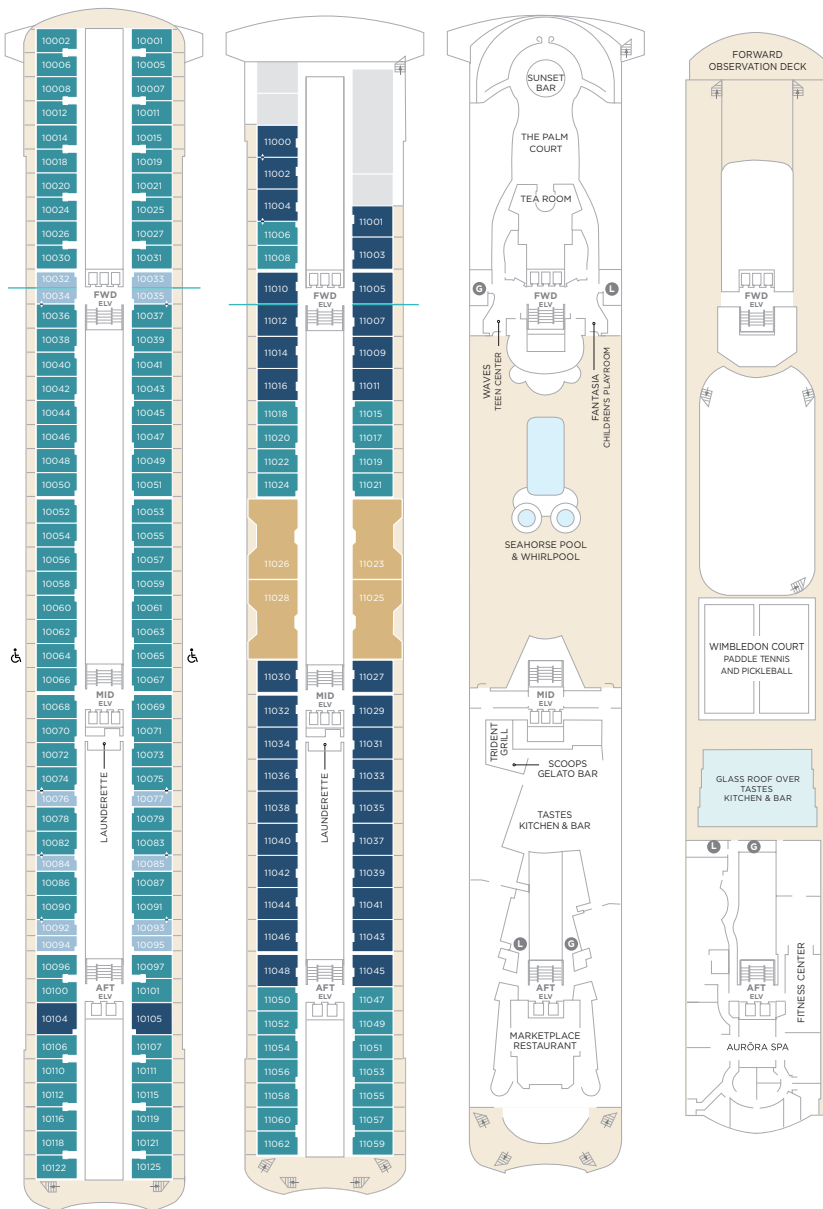 10002
10006
10008
10012
10014
10018
10020
10024
10026
10030
10032
10034
10036
10038
10040
10042
10044
10046
10048
10050
10052
10054
10056
10058
10060
10062
10064
10066
10068
10070
10072
10074
10076
10078
10082
10084
10086
10090
10092
10094
10096
10100
10104
10106
10110
10112
10116
10118
10122
FWD
ELV
MID
ELV
LAUNDERETTE
AFT
ELV
10001
10005
10007
10011
10015
10019
10021
10025
10027
10031
10033
10035
10037
10039
10041
10043
10045
10047
10049
10051
10053
10055
10057
10059
10061
10063
10065
10067
10069
10071
10073
10075
10077
10079
10083
10085
10087
10091
10093
10095
10097
10101
10105
10107
10111
10115
10119
10121
10125
11000
11002
11004
11006
11008
11010
11012
11014
11016
11018
11020
11022
11024
11026
11028
11030
11032
11034
11036
11038
11040
11042
11044
11046
11048
11050
11052
11054
11056
11058
11060
11062
FWD
ELV
MID
ELV
LAUNDERETTE
AFT
ELV
11001
11003
11005
11007
11009
11011
11015
11017
11019
11021
11023
11025
11027
11029
11031
11033
11035
11037
11039
11041
11043
11045
11047
11049
11051
11053
11055
11057
11059
SUNSET
BAR
THE PALM
COURT
TEA ROOM
G
FWD
ELV
L
WAVES
TEEN CENTER
FANTASIA
CHILDREN'S PLAYROOM
SEAHORSE POOL
& WHIRLPOOL
MID
ELV
TRIDENT
GRILL
SCOOPS
GELATO BAR
TASTES
KITCHEN & BAR
L
G
AFT
ELV
MARKETPLACE
RESTAURANT
FORWARD
OBSERVATION DECK
FWD
ELV
WIMBLEDON COURT
PADDLE TENNIS
AND PICKLEBALL
GLASS ROOF OVER
TASTES
KITCHEN & BAR
L
G
FITNESS CENTER
AFT
ELV
AURŌRA SPA